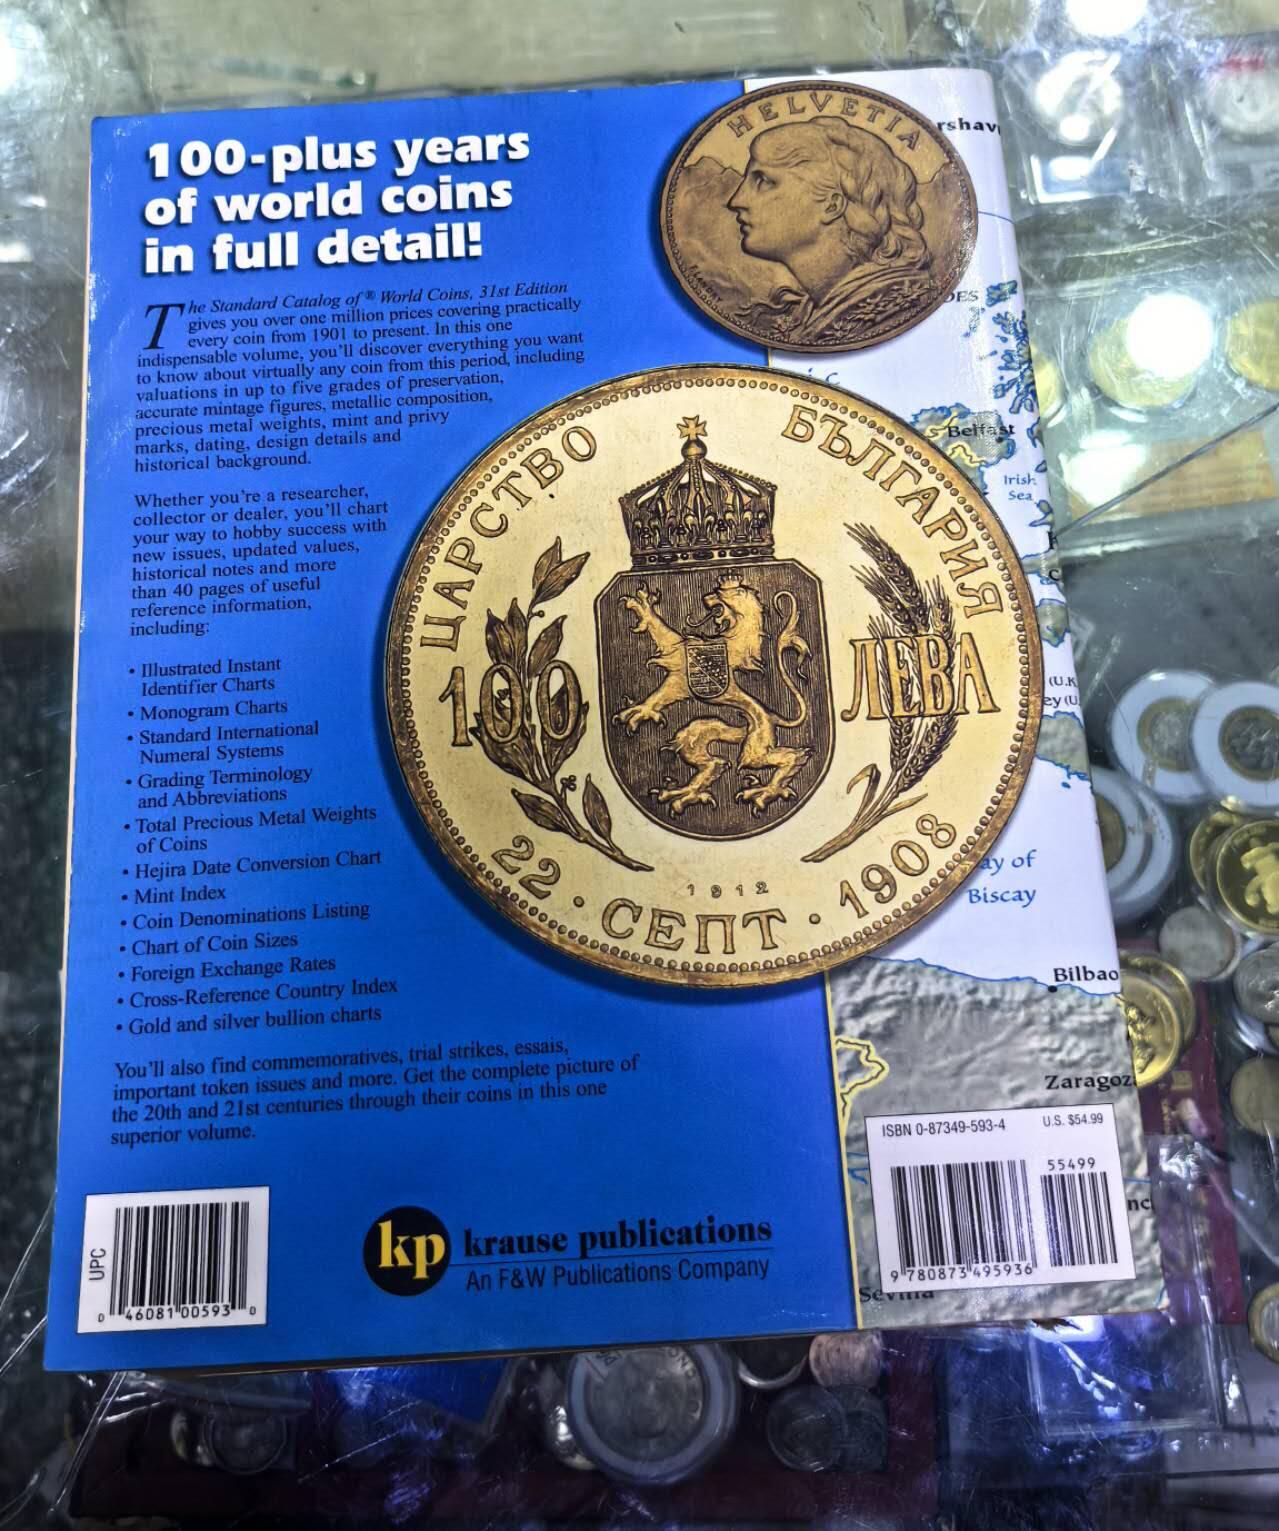 100-plus years
of world coins
in full detail!
The Standard Catalog of® World Coins, 31st Edition
gives you over one million prices covering practically
every coin from 1901 to present. In this one
indispensable volume, you'll discover everything you want
to know about virtually any coin from this period, including
valuations in up to five grades of preservation,
accurate mintage figures, metallic composition,
precious metal weights, mint and privy
marks, dating, design details and
historical background.
Whether you're a researcher,
collector or dealer, you'll chart
your way to hobby success with
new issues, updated values,
historical notes and more
than 40 pages of useful
reference information,
including:
• Illustrated Instant
Identifier Charts
• Monogram Charts
• Standard International
Numeral Systems
• Grading Terminology
and Abbreviations
• Total Precious Metal Weights
of Coins
• Hejira Date Conversion Chart
• Mint Index
• Coin Denominations Listing
• Chart of Coin Sizes
• Foreign Exchange Rates
• Cross-Reference Country Index
• Gold and silver bullion charts
You'll also find commemoratives, trial strikes, essais,
important token issues and more. Get the complete picture of
the 20th and 21st centuries through their coins in this one
superior volume.
HELVETIA
ЦАРСТВО БЪЛГАРИЯ
100 ЛЕВА
1912
22 · СЕПТ · 1908
Belfast
Irish
Sea
ay of
Biscay
Bilbao
Zaragoz
ISBN 0-87349-593-4 U.S. $54.99
55499
9 780873 495936
UPC
0 46081 00593 0
kp krause publications
An F&W Publications Company